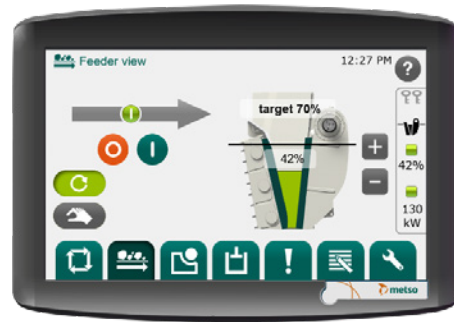 Feeder view
12:27 PM
?
target 70%
42%
42%
130
kW
!
metso